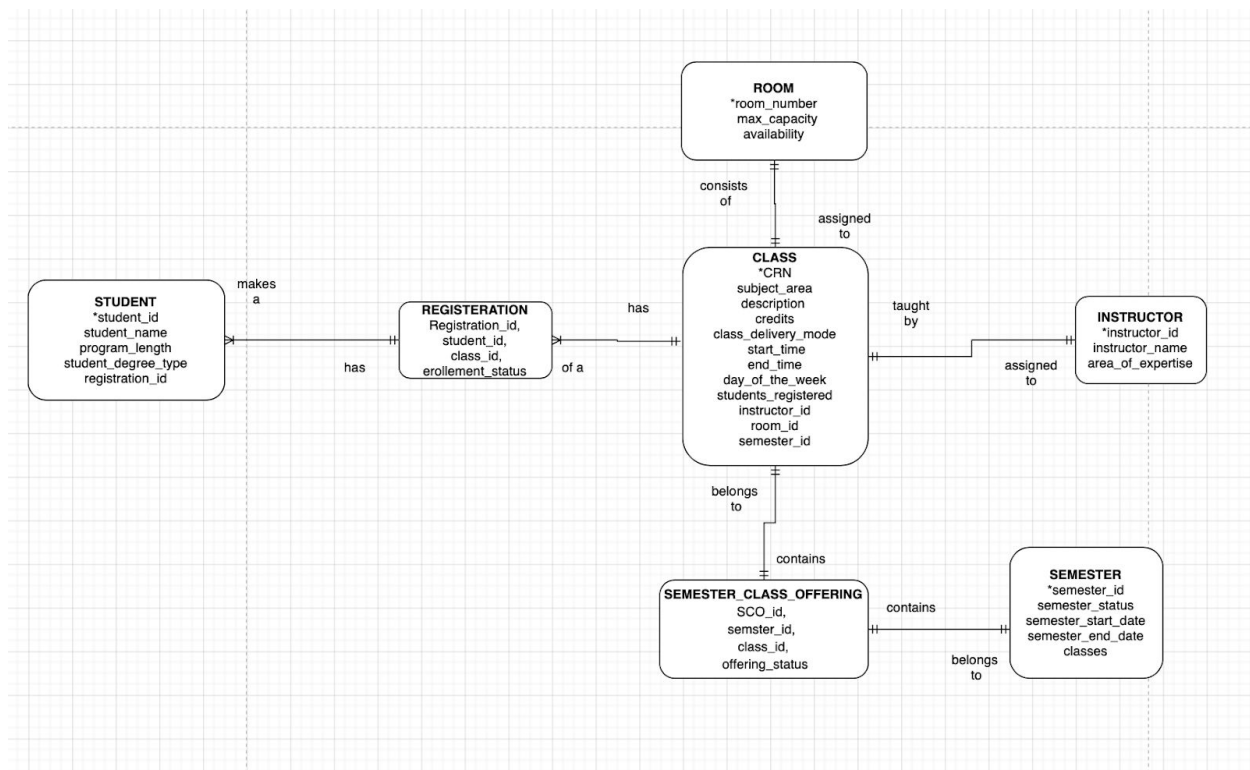 ROOM
*room_number
max_capacity
availability
consists
of
assigned
to
STUDENT
*student_id
student_name
program_length
student_degree_type
registration_id
makes
a
has
REGISTERATION
Registration_id,
student_id,
class_id,
erollement_status
has
of a
CLASS
*CRN
subject_area
description
credits
class_delivery_mode
start_time
end_time
day_of_the_week
students_registered
instructor_id
room_id
semester_id
taught
by
assigned
to
INSTRUCTOR
*instructor_id
instructor_name
area_of_expertise
belongs
to
contains
SEMESTER_CLASS_OFFERING
SCO_id,
semster_id,
class_id,
offering_status
contains
belongs
to
SEMESTER
*semester_id
semester_status
semester_start_date
semester_end_date
classes